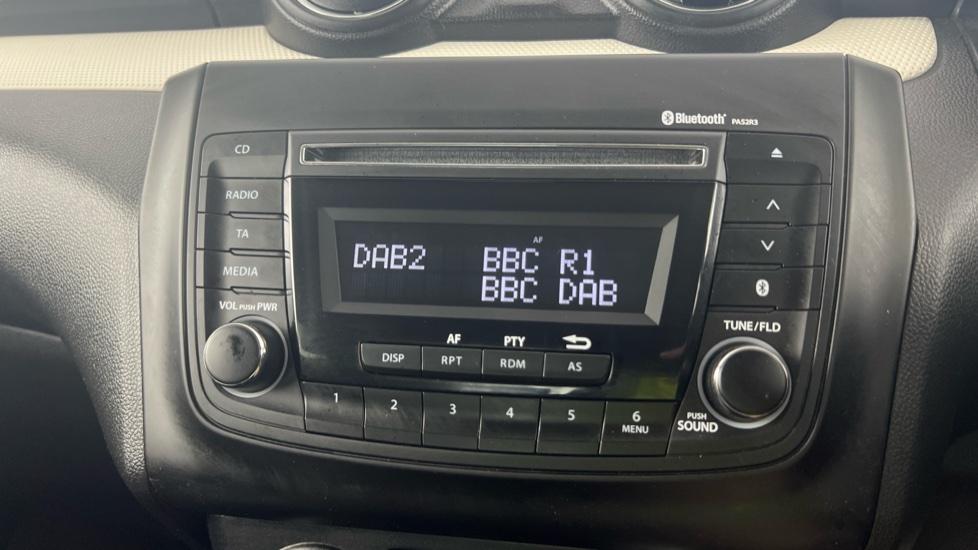 Bluetooth® PA52R3
CD
RADIO
TA
MEDIA
VOL PUSH PWR
AF
DAB2 BBC R1
BBC DAB
AF PTY
DISP RPT RDM AS
1 2 3 4 5 6
MENU
TUNE/FLD
PUSH
SOUND